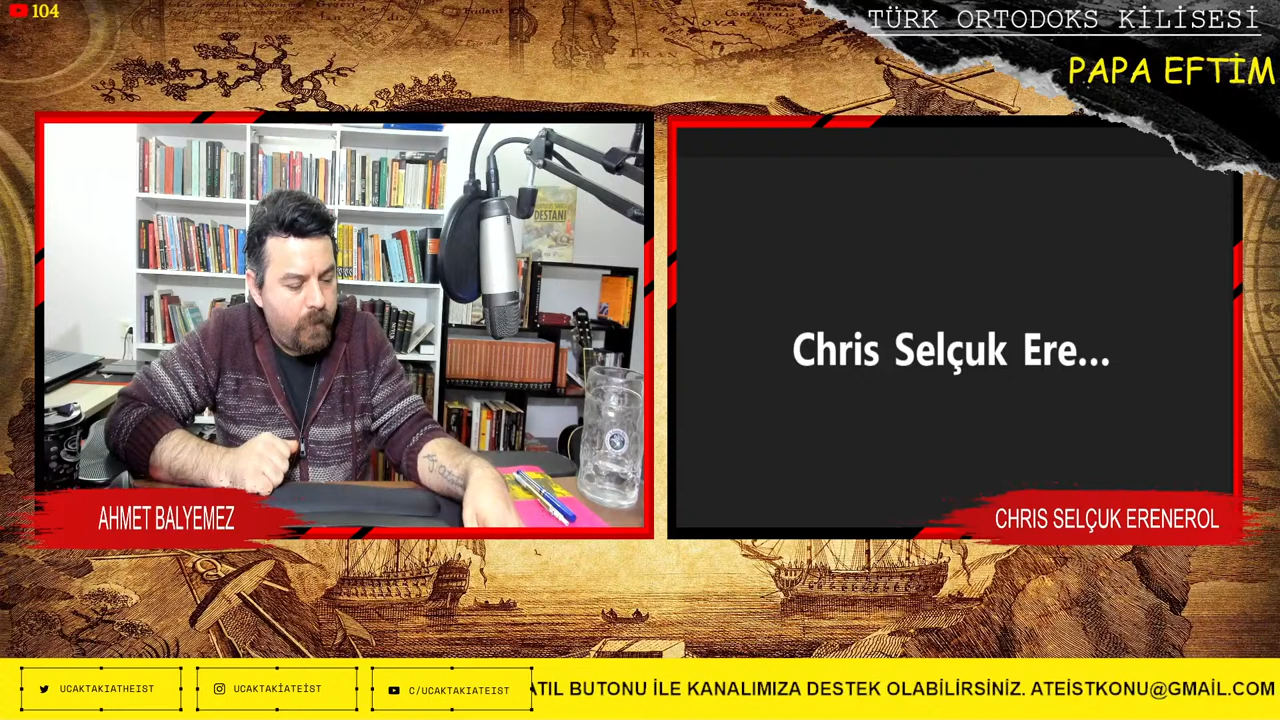 104
TÜRK ORTODOKS KİLİSESİ
PAPA EFTİM
DESTANI
Chris Selçuk Ere...
AHMET BALYEMEZ
CHRIS SELÇUK ERENEROL
UCAKTAKIATHEIST
UCAKTAKİATEİST
C/UCAKTAKIATEIST
ATIL BUTONU İLE KANALIMIZA DESTEK OLABİLİRSİNİZ. ATEİSTKONU@GMAİL.COM